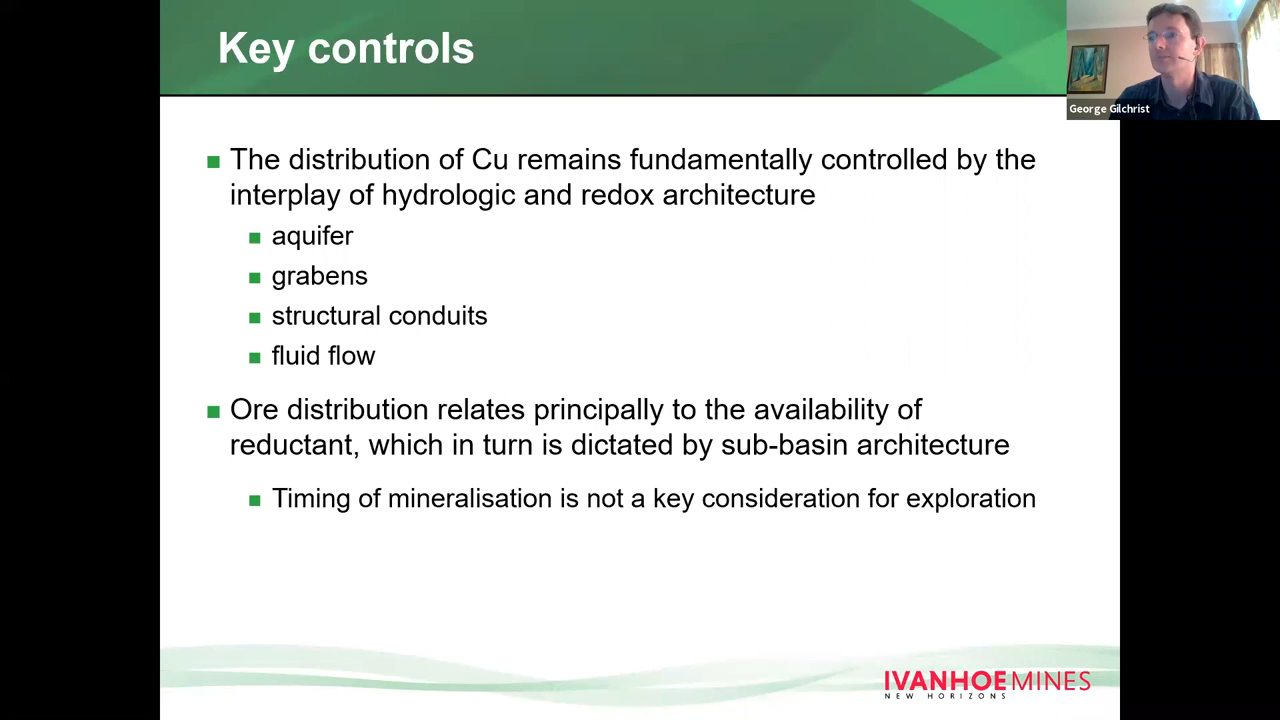 Key controls
George Gilchrist
The distribution of Cu remains fundamentally controlled by the
interplay of hydrologic and redox architecture
aquifer
grabens
structural conduits
fluid flow
Ore distribution relates principally to the availability of
reductant, which in turn is dictated by sub-basin architecture
Timing of mineralisation is not a key consideration for exploration
IVANHOEMINES
NEW HORIZONS